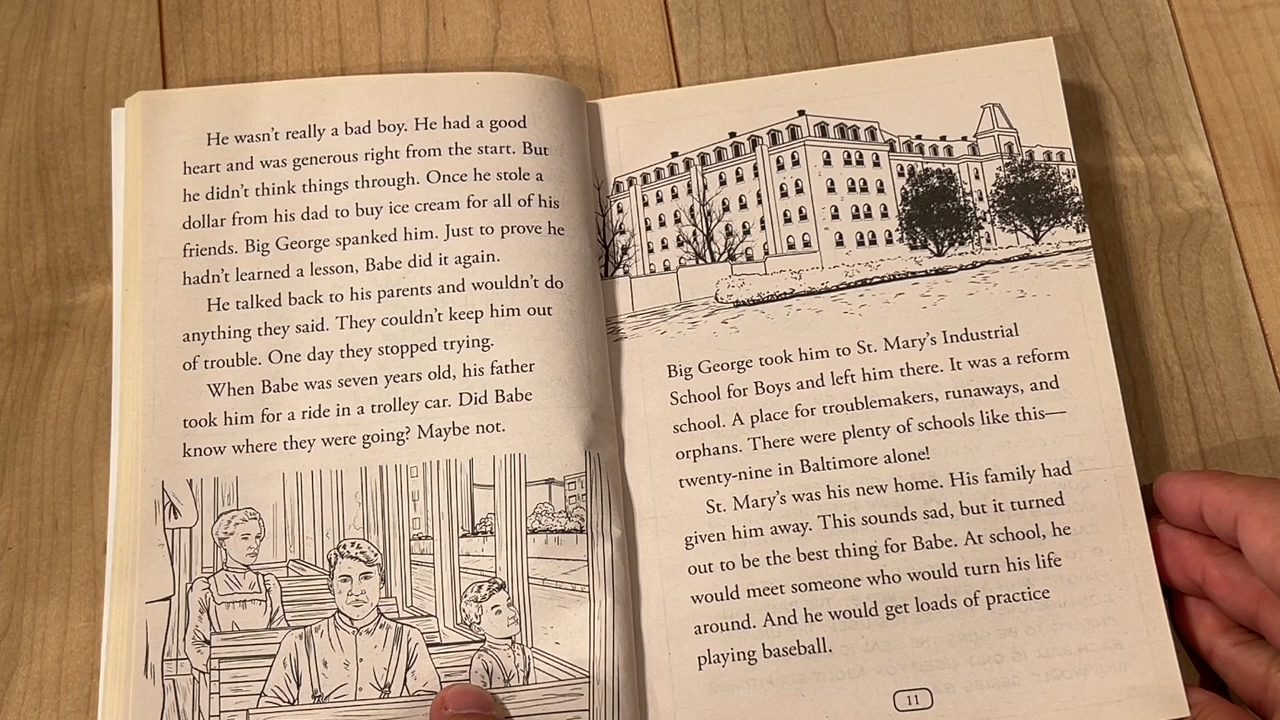 He wasn't really a bad boy. He had a good
heart and was generous right from the start. But
he didn't think things through. Once he stole a
dollar from his dad to buy ice cream for all of his
friends. Big George spanked him. Just to prove he
hadn't learned a lesson, Babe did it again.
He talked back to his parents and wouldn't do
anything they said. They couldn't keep him out
of trouble. One day they stopped trying.
When Babe was seven years old, his father
took him for a ride in a trolley car. Did Babe
know where they were going? Maybe not.
Big George took him to St. Mary's Industrial
School for Boys and left him there. It was a reform
school. A place for troublemakers, runaways, and
orphans. There were plenty of schools like this—
twenty-nine in Baltimore alone!
St. Mary's was his new home. His family had
given him away. This sounds sad, but it turned
out to be the best thing for Babe. At school, he
would meet someone who would turn his life
around. And he would get loads of practice
playing baseball.
11